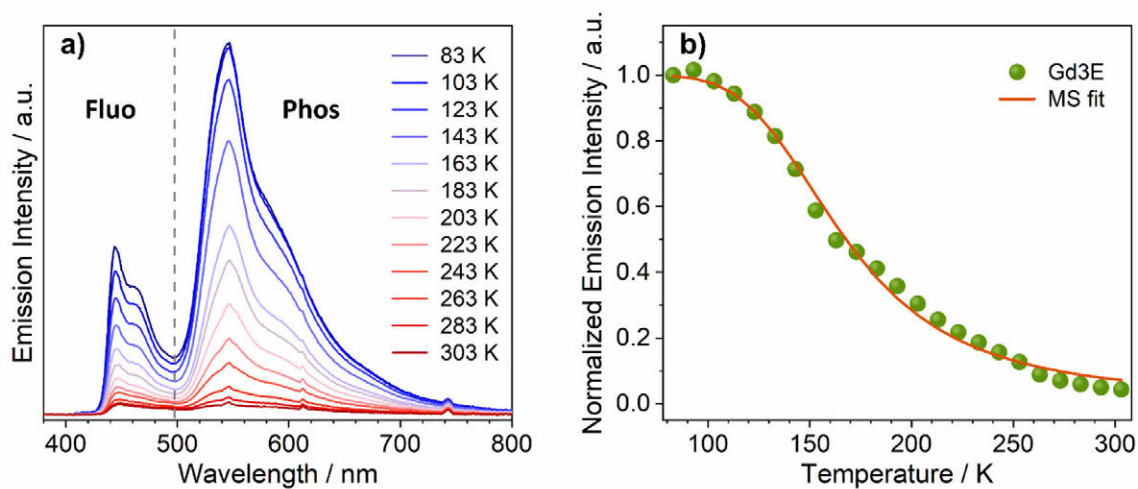 a)
Fluo
Phos
83 K
103 K
123 K
143 K
163 K
183 K
203 K
223 K
243 K
263 K
283 K
303 K
Emission Intensity / a.u.
400
500
600
700
800
Wavelength / nm
b)
Gd3E
MS fit
Normalized Emission Intensity / a.u.
1.0
0.8
0.6
0.4
0.2
0.0
100
150
200
250
300
Temperature / K